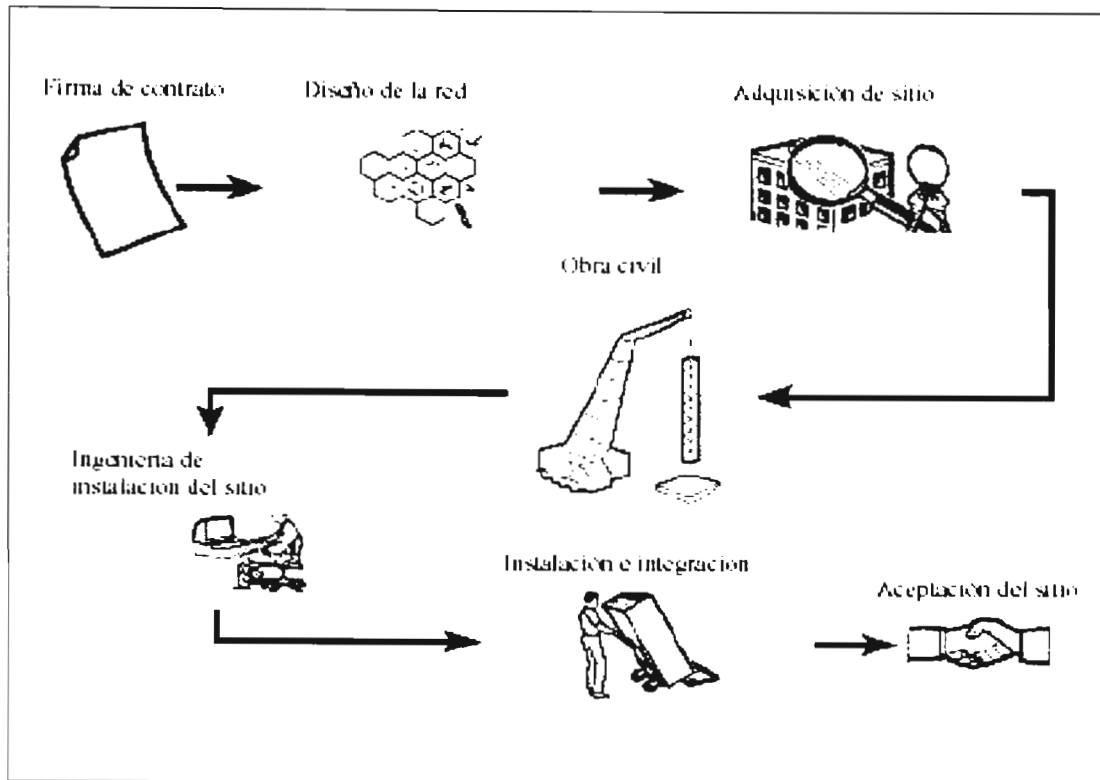 Firma de contrato
Diseño de la red
Adquisición de sitio
Obra civil
Ingeniería de
instalación del sitio
Instalación e integración
Aceptación del sitio